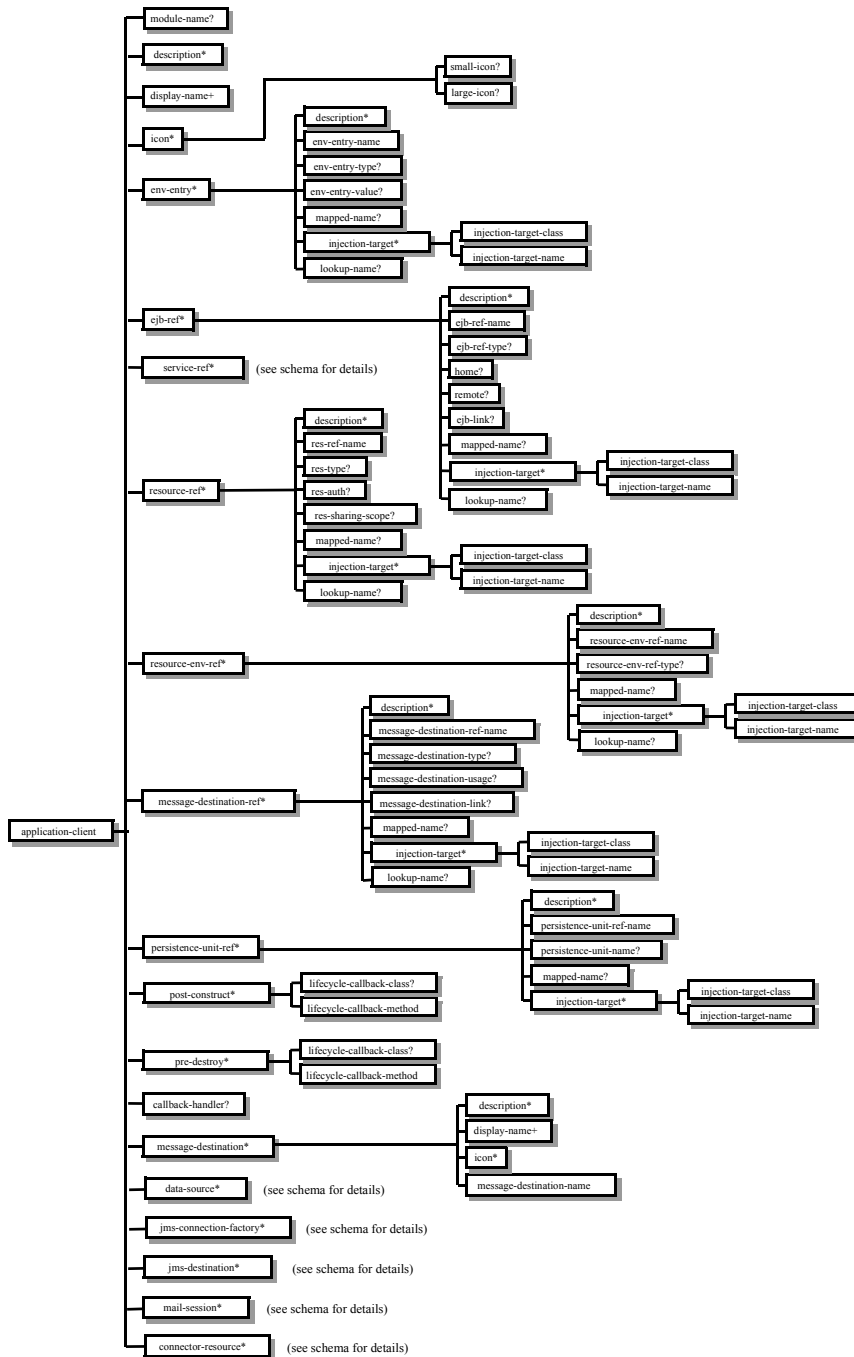 module-name?
description*
display-name+
icon*
small-icon?
large-icon?
env-entry*
description*
env-entry-name
env-entry-type?
env-entry-value?
mapped-name?
injection-target*
injection-target-class
injection-target-name
lookup-name?
ejb-ref*
description*
ejb-ref-name
ejb-ref-type?
home?
remote?
ejb-link?
mapped-name?
injection-target*
injection-target-class
injection-target-name
lookup-name?
service-ref* (see schema for details)
resource-ref*
description*
res-ref-name
res-type?
res-auth?
res-sharing-scope?
mapped-name?
injection-target*
injection-target-class
injection-target-name
lookup-name?
resource-env-ref*
description*
resource-env-ref-name
resource-env-ref-type?
mapped-name?
injection-target*
injection-target-class
injection-target-name
lookup-name?
application-client
message-destination-ref*
description*
message-destination-ref-name
message-destination-type?
message-destination-usage?
message-destination-link?
mapped-name?
injection-target*
injection-target-class
injection-target-name
lookup-name?
persistence-unit-ref*
description*
persistence-unit-ref-name
persistence-unit-name?
mapped-name?
injection-target*
injection-target-class
injection-target-name
post-construct*
lifecycle-callback-class?
lifecycle-callback-method
pre-destroy*
lifecycle-callback-class?
lifecycle-callback-method
callback-handler?
message-destination*
description*
display-name+
icon*
message-destination-name
data-source* (see schema for details)
jms-connection-factory* (see schema for details)
jms-destination* (see schema for details)
mail-session* (see schema for details)
connector-resource* (see schema for details)